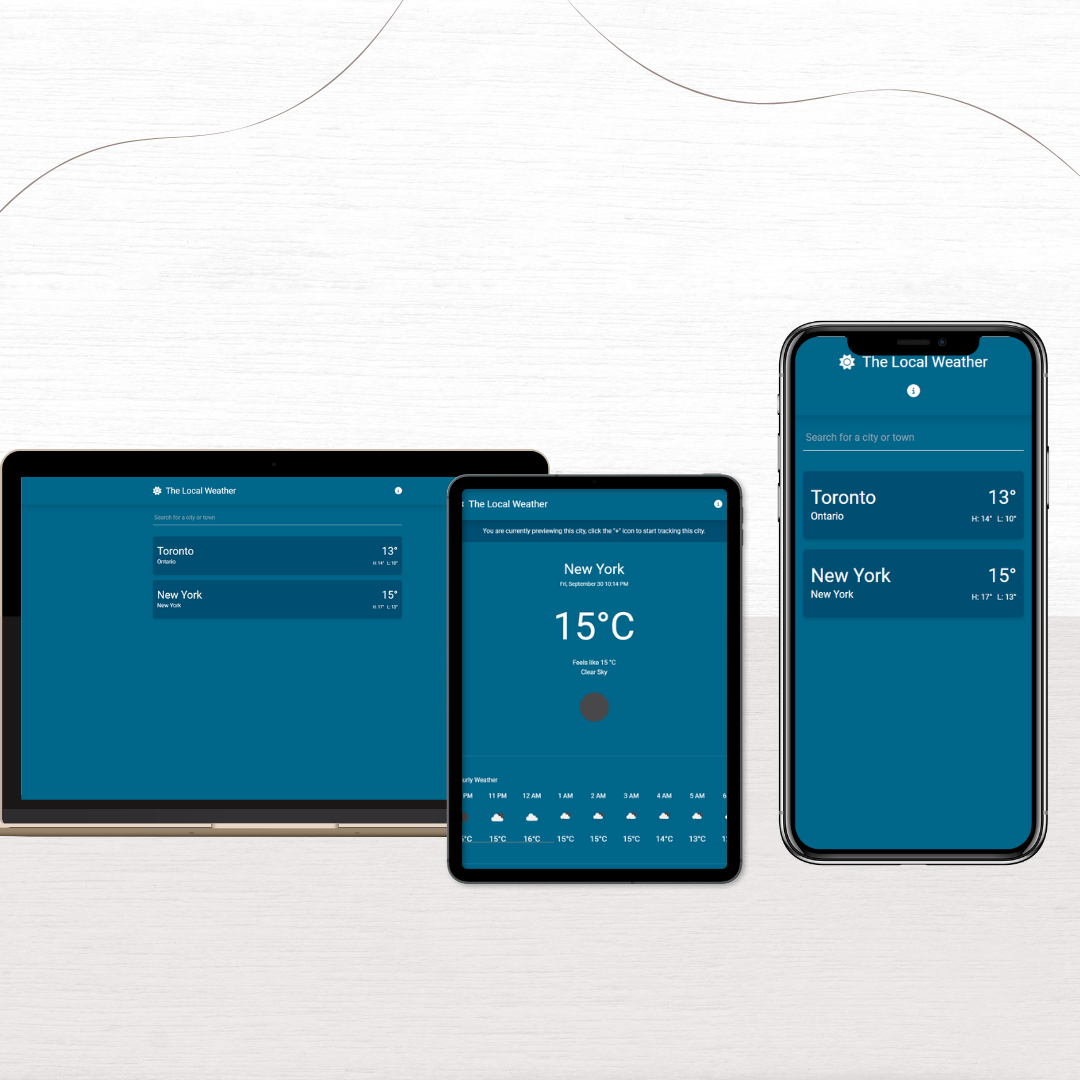 The Local Weather
Search for a city or town
Toronto
13°
Ontario
H: 14° L: 10°
New York
15°
New York
H: 17° L: 13°
The Local Weather
You are currently previewing this city, click the "+" icon to start tracking this city.
New York
Fri, September 30 10:14 PM
15°C
Feels like 15 °C
Clear Sky
urly Weather
PM 11 PM 12 AM 1 AM 2 AM 3 AM 4 AM 5 AM 6
°C 15°C 16°C 15°C 15°C 15°C 14°C 13°C
The Local Weather
i
Search for a city or town
Toronto
13°
Ontario
H: 14° L: 10°
New York
15°
New York
H: 17° L: 13°